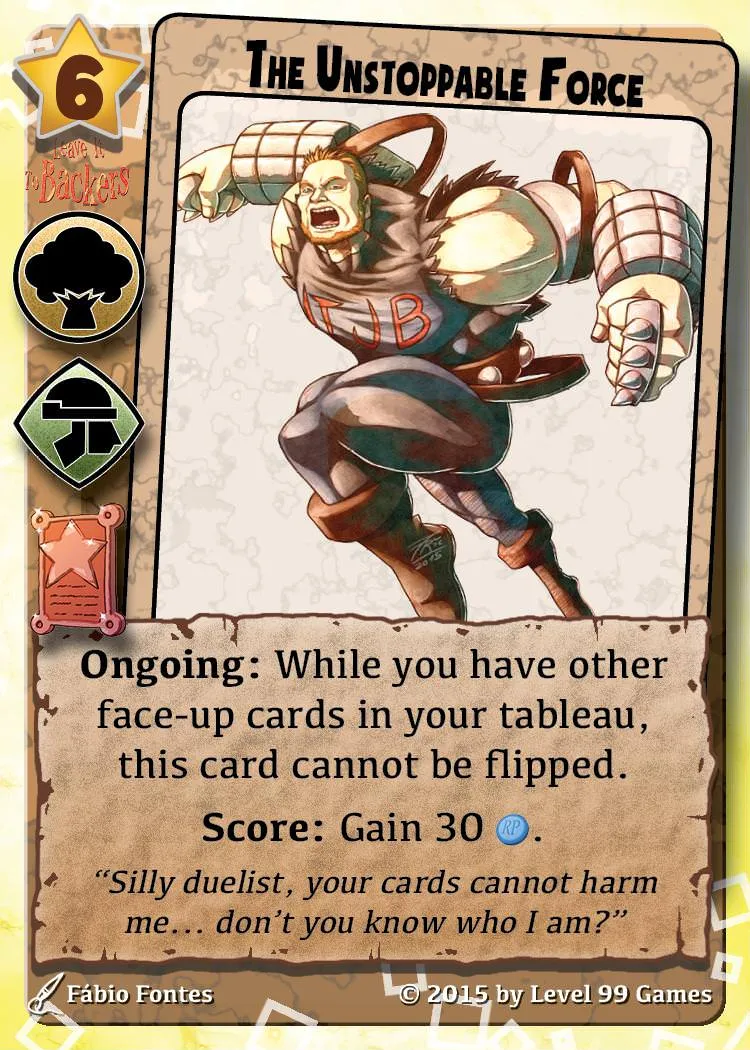 6
The Unstoppable Force
Leave It
To Backers
ITJB
Ongoing: While you have other
face-up cards in your tableau,
this card cannot be flipped.
Score: Gain 30 RP.
“Silly duelist, your cards cannot harm
me... don’t you know who I am?”
Fábio Fontes
© 2015 by Level 99 Games